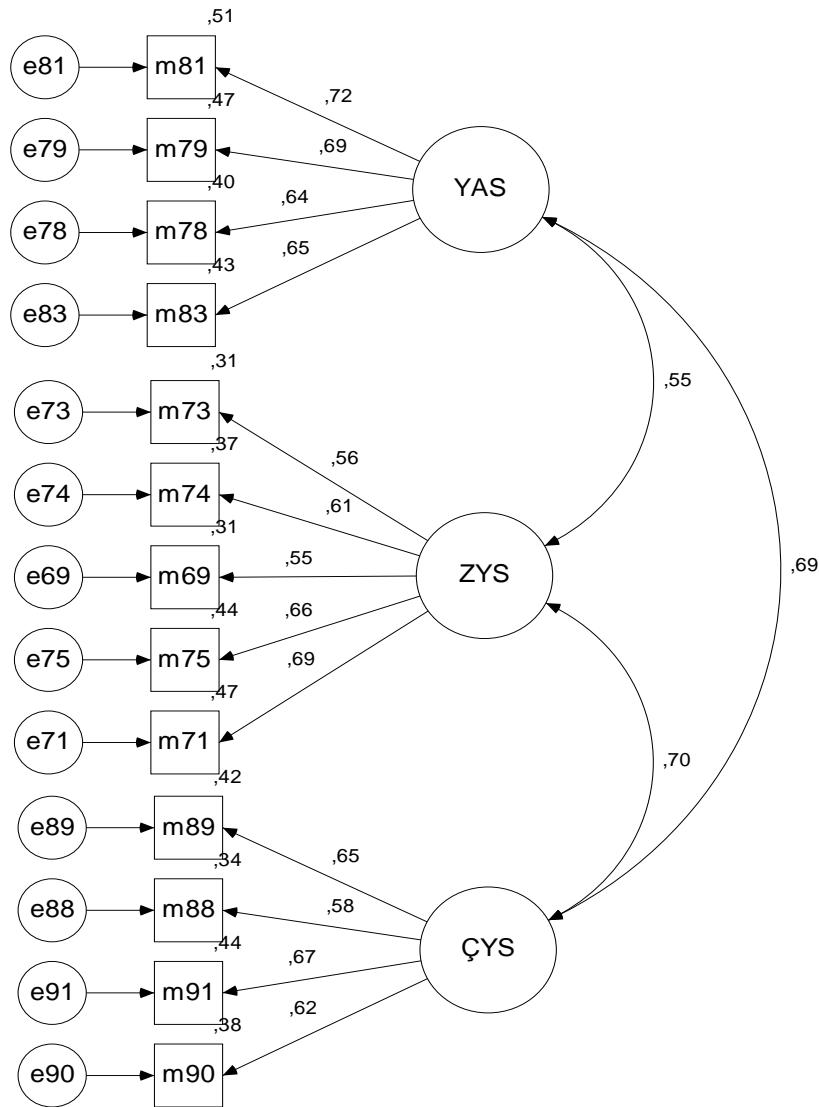 ,51
e81 m81
,72
,47
e79 m79
,69
YAS
,40
e78 m78
,64
,43
e83 m83
,65
,31
e73 m73
,55
,37
,56
e74 m74
,61
,31
e69 m69
,55
ZYS
,69
,44
e75 m75
,66
,47
e71 m71
,69
,42
,70
e89 m89
,65
,34
e88 m88
,58
ÇYS
,44
e91 m91
,67
,38
e90 m90
,62